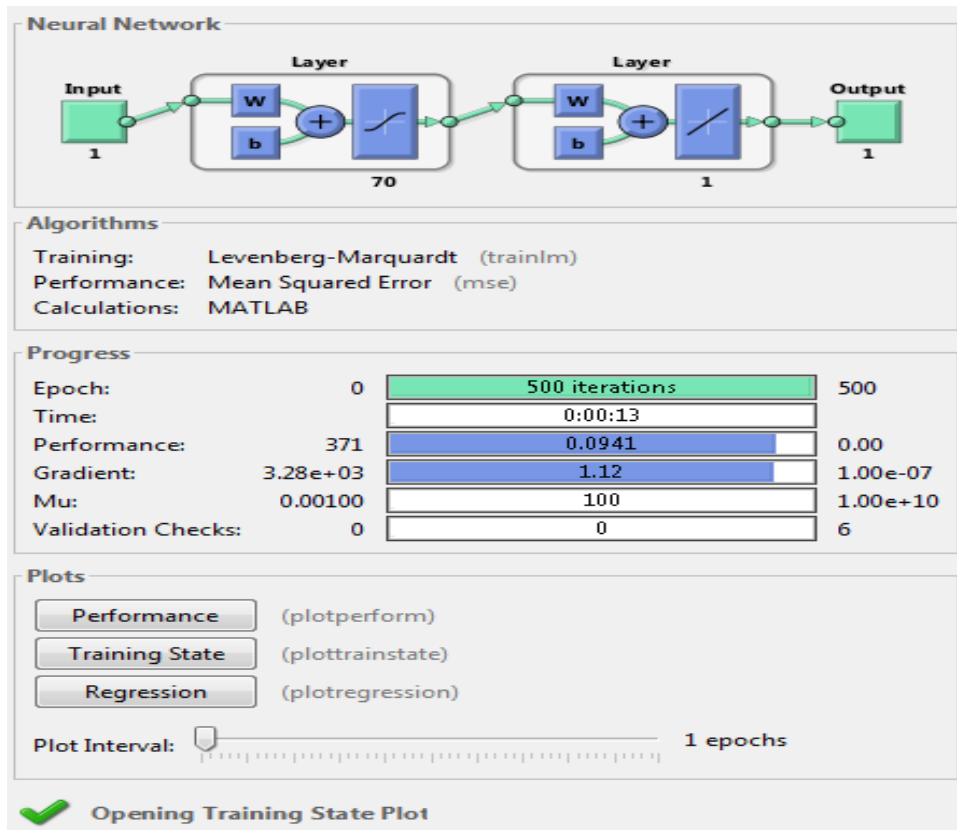 Neural Network
Layer Layer
Input Output
W W
b b
1 1
70 1
Algorithms
Training: Levenberg-Marquardt (trainlm)
Performance: Mean Squared Error (mse)
Calculations: MATLAB
Progress
Epoch: 0 500 iterations 500
Time: 0:00:13
Performance: 371 0.0941 0.00
Gradient: 3.28e+03 1.12 1.00e-07
Mu: 0.00100 100 1.00e+10
Validation Checks: 0 0 6
Plots
Performance (plotperform)
Training State (plottrainstate)
Regression (plotregression)
Plot Interval: 1 epochs
Opening Training State Plot